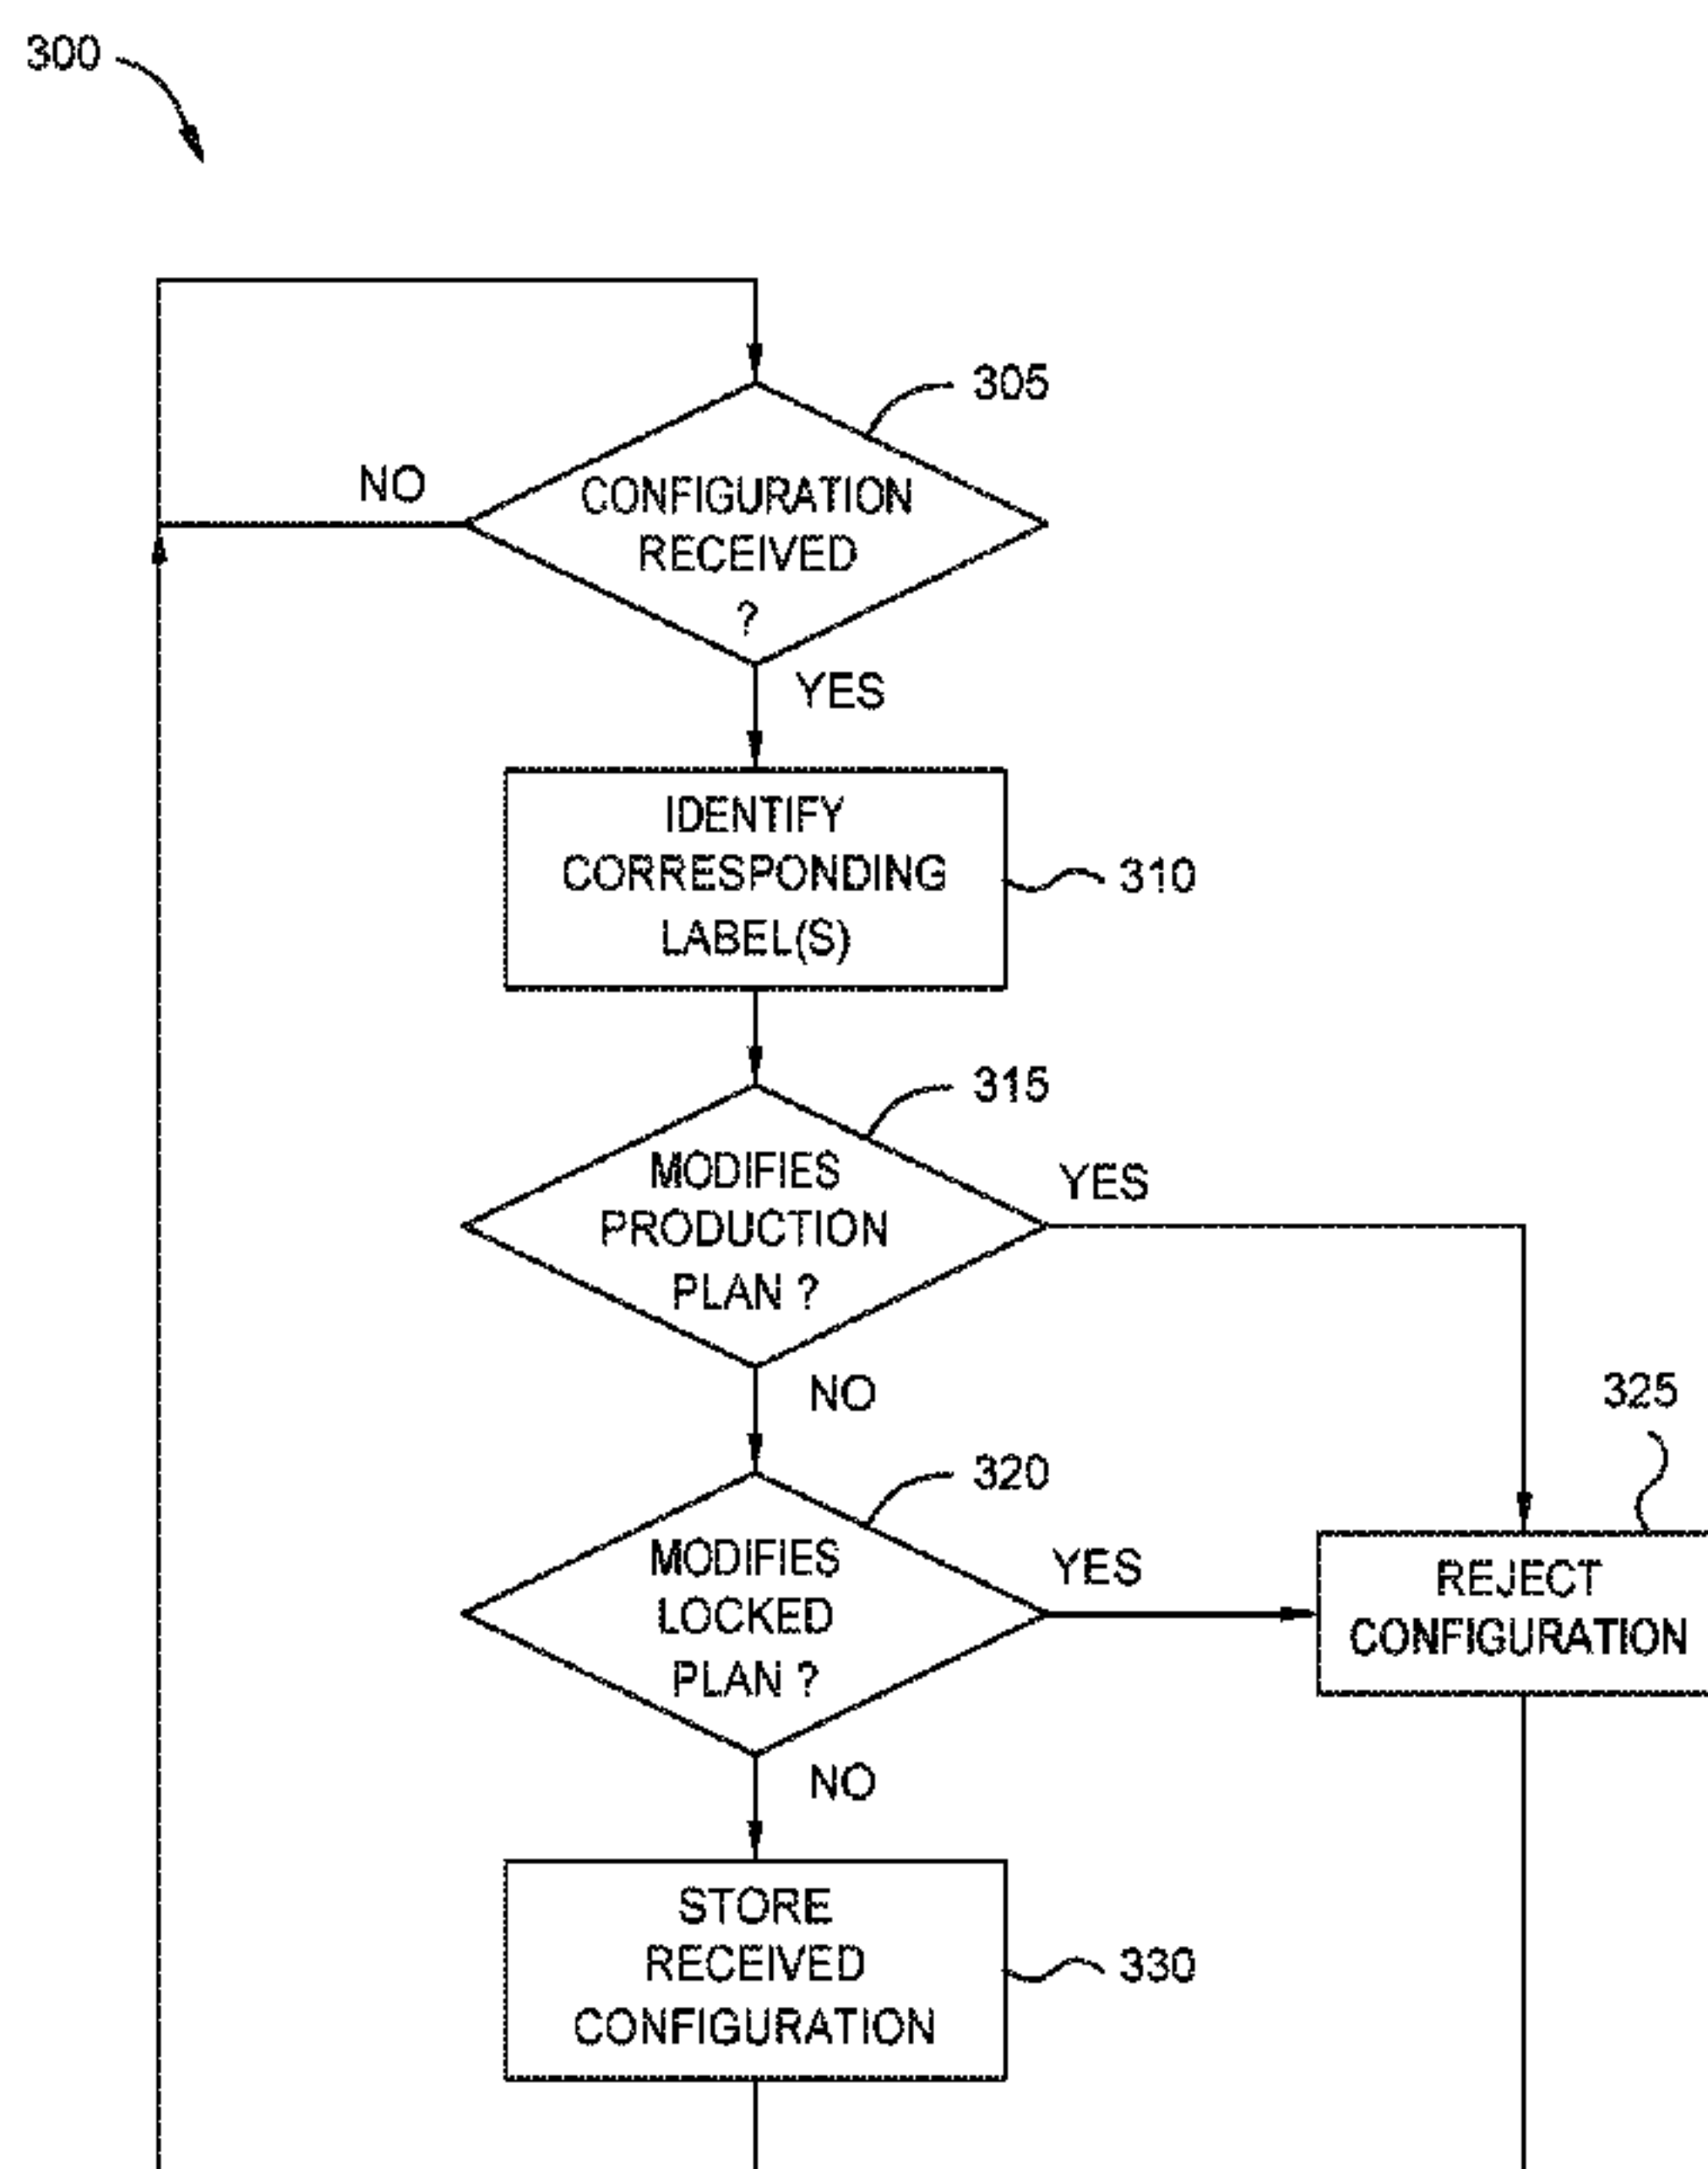 300
305
NO
CONFIGURATION
RECEIVED
?
YES
IDENTIFY
CORRESPONDING
LABEL(S)
310
315
MODIFIES
PRODUCTION
PLAN ?
YES
NO
325
320
MODIFIES
LOCKED
PLAN ?
YES
REJECT
CONFIGURATION
NO
STORE
RECEIVED
CONFIGURATION
330